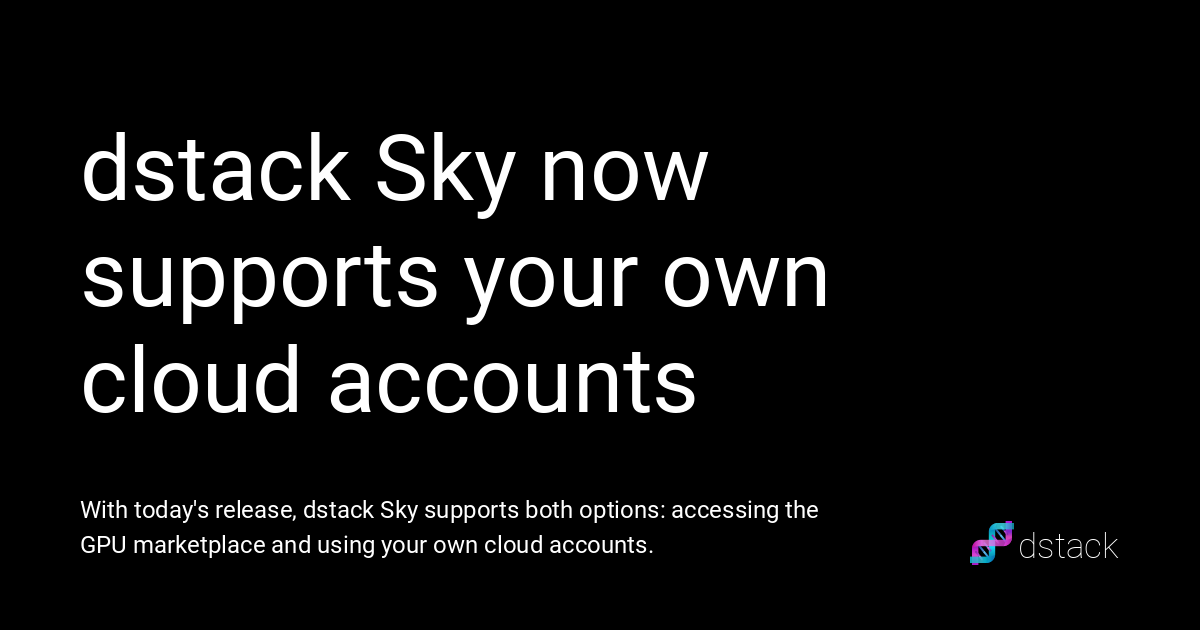 dstack Sky now
supports your own
cloud accounts
With today's release, dstack Sky supports both options: accessing the
GPU marketplace and using your own cloud accounts.
dstack